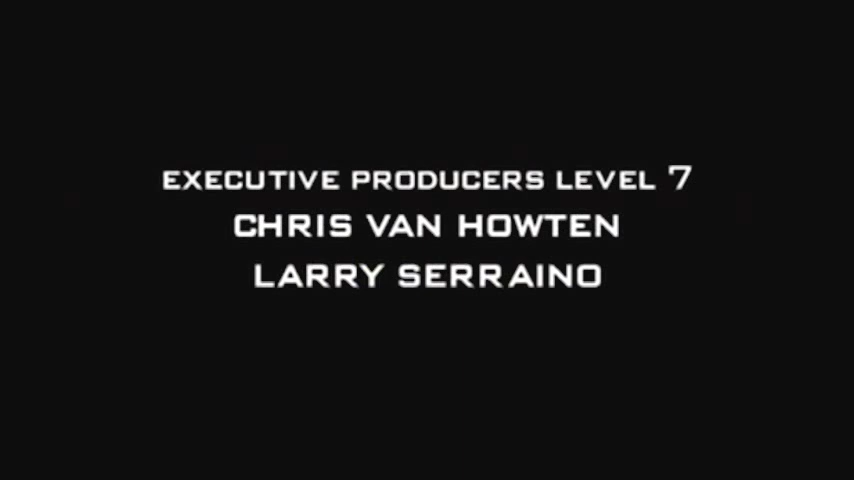 EXECUTIVE PRODUCERS LEVEL 7
CHRIS VAN HOWTEN
LARRY SERRAINO